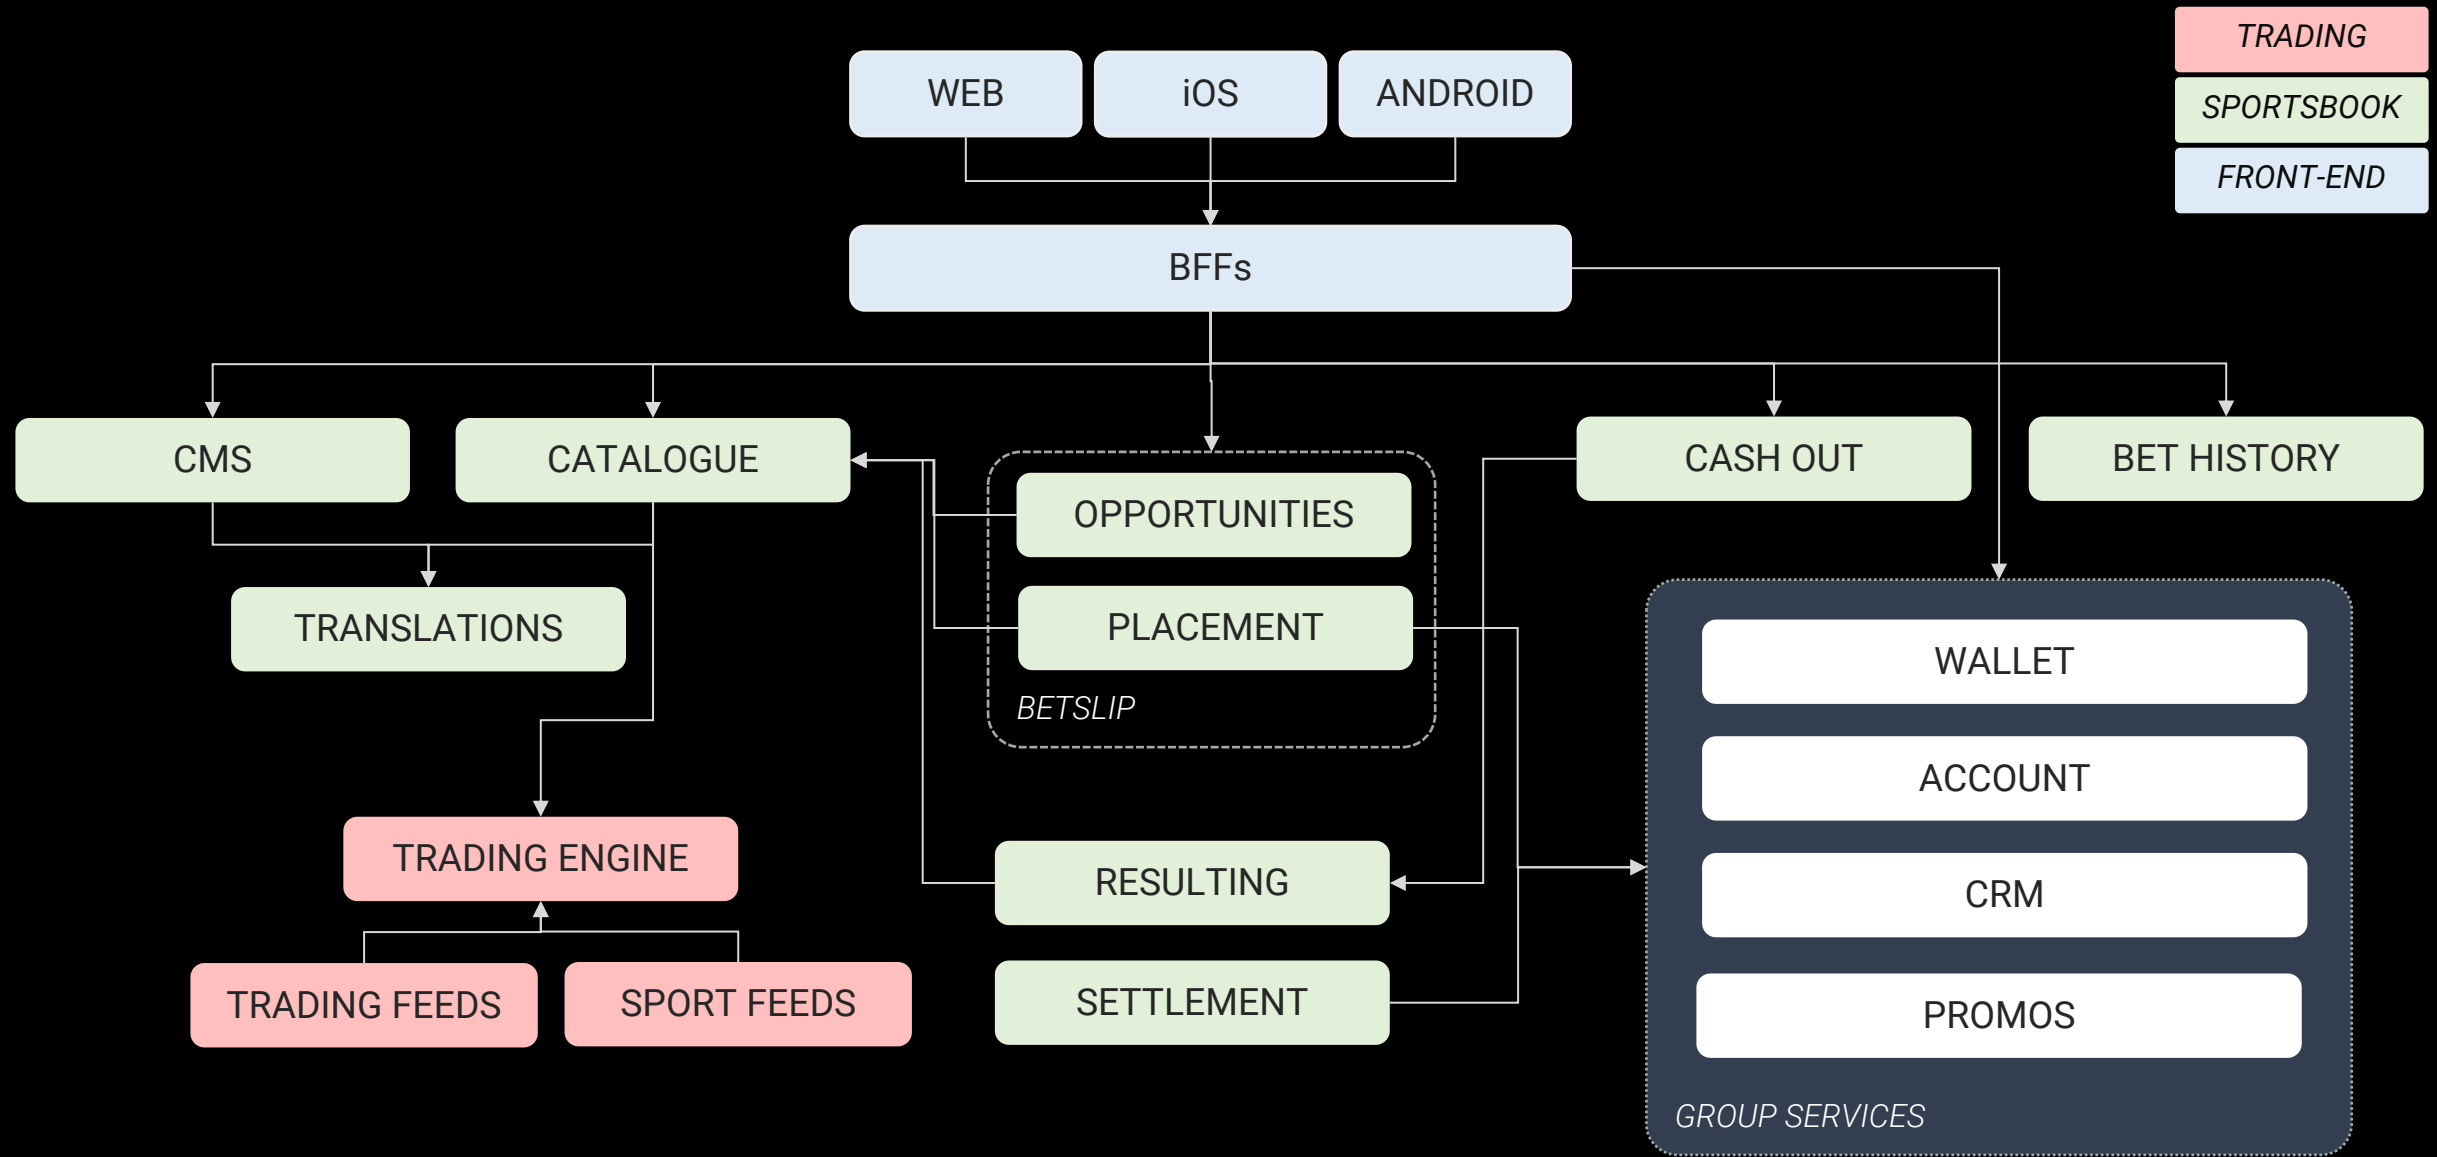 TRADING
SPORTSBOOK
FRONT-END
WEB
iOS
ANDROID
BFFs
CMS
CATALOGUE
OPPORTUNITIES
PLACEMENT
BETSLIP
CASH OUT
BET HISTORY
TRANSLATIONS
TRADING ENGINE
TRADING FEEDS
SPORT FEEDS
RESULTING
SETTLEMENT
WALLET
ACCOUNT
CRM
PROMOS
GROUP SERVICES